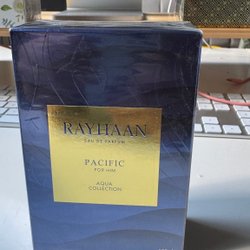 RAYHAAN
EAU DE PARFUM
PACIFIC
FOR HIM
AQUA
COLLECTION